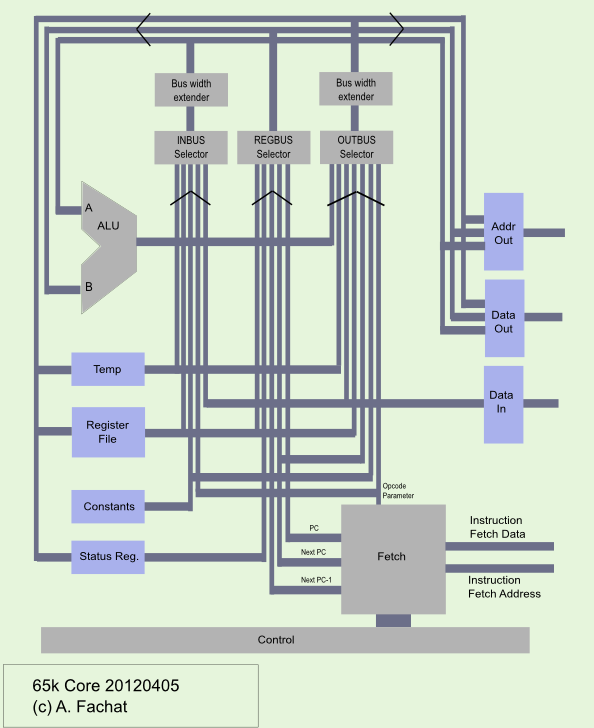 Bus width
extender
Bus width
extender
INBUS
Selector
REGBUS
Selector
OUTBUS
Selector
A
ALU
B
Addr
Out
Data
Out
Temp
Data
In
Register
File
Opcode
Parameter
Constants
PC
Instruction
Fetch Data
Status Reg.
Next PC
Fetch
Next PC-1
Instruction
Fetch Address
Control
65k Core 20120405
(c) A. Fachat